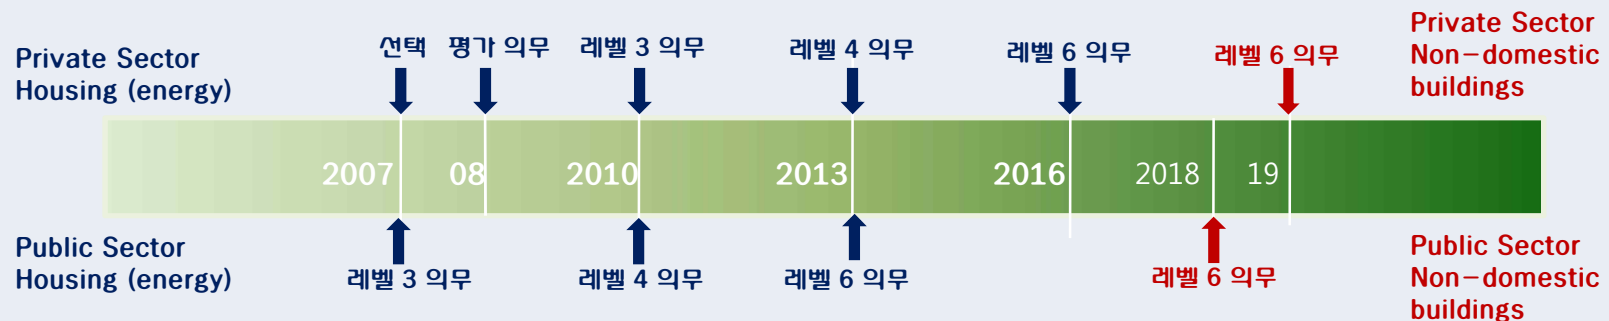 Private Sector
Housing (energy)
선택 평가 의무 레벨 3 의무 레벨 4 의무 레벨 6 의무 레벨 6 의무
Private Sector
Non-domestic
buildings
2007 08 2010 2013 2016 2018 19
Public Sector
Housing (energy)
레벨 3 의무 레벨 4 의무 레벨 6 의무 레벨 6 의무
Public Sector
Non-domestic
buildings